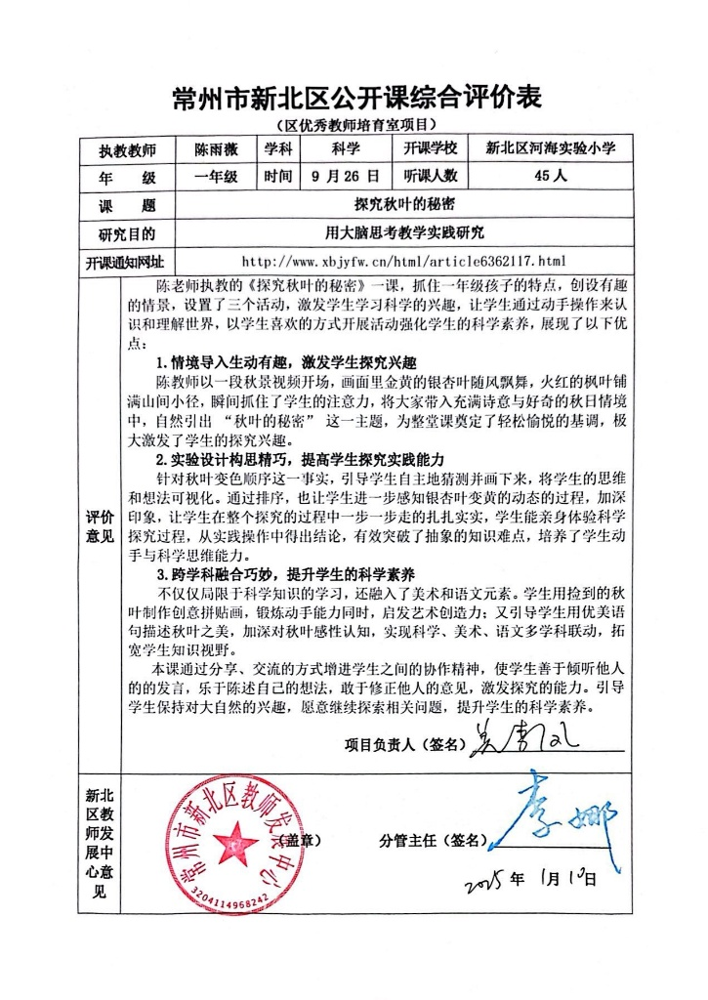 常州市新北区公开课综合评价表
（区优秀教师培育室项目）
执教教师 陈雨薇 学科 科学 开课学校 新北区河海实验小学
年 级 一年级 时间 9 月 26 日 听课人数 45 人
课 题 探究秋叶的秘密
研究目的 用大脑思考教学实践研究
开课通知网址 http://www.xbjyfw.cn/html/article6362117.html
陈老师执教的《探究秋叶的秘密》一课，抓住一年级孩子的特点，创设有趣
的情景，设置了三个活动，激发学生学习科学的兴趣，让学生通过动手操作来认
识和理解世界，以学生喜欢的方式开展活动强化学生的科学素养，展现了以下优
点：
1.情境导入生动有趣，激发学生探究兴趣
陈教师以一段秋景视频开场，画面里金黄的银杏叶随风飘舞，火红的枫叶铺
满山间小径，瞬间抓住了学生的注意力，将大家带入充满诗意与好奇的秋日情境
中，自然引出 “秋叶的秘密” 这一主题，为整堂课奠定了轻松愉悦的基调，极
大激发了学生的探究兴趣。
2.实验设计构思精巧，提高学生探究实践能力
针对秋叶变色顺序这一事实，引导学生自主地猜测并画下来，将学生的思维
和想法可视化。通过排序，也让学生进一步感知银杏叶变黄的动态的过程，加深
印象，让学生在整个探究的过程中一步一步走的扎扎实实，学生能亲身体验科学
探究过程，从实践操作中得出结论，有效突破了抽象的知识难点，培养了学生动
手与科学思维能力。
3.跨学科融合巧妙，提升学生的科学素养
不仅仅局限于科学知识的学习，还融入了美术和语文元素。学生用捡到的秋
叶制作创意拼贴画，锻炼动手能力同时，启发艺术创造力；又引导学生用优美语
句描述秋叶之美，加深对秋叶感性认知，实现科学、美术、语文多学科联动，拓
宽学生知识视野。
本课通过分享、交流的方式增进学生之间的协作精神，使学生善于倾听他人
的的发言，乐于陈述自己的想法，敢于修正他人的意见，激发探究的能力。引导
学生保持对大自然的兴趣，愿意继续探索相关问题，提升学生的科学素养。
评价
意见
项目负责人（签名）
新北
区教
师发
展中
心意
见
常州市新北区教师发展中心
3204114968242
（盖章）
分管主任（签名） 李娜
2025 年 1月10日